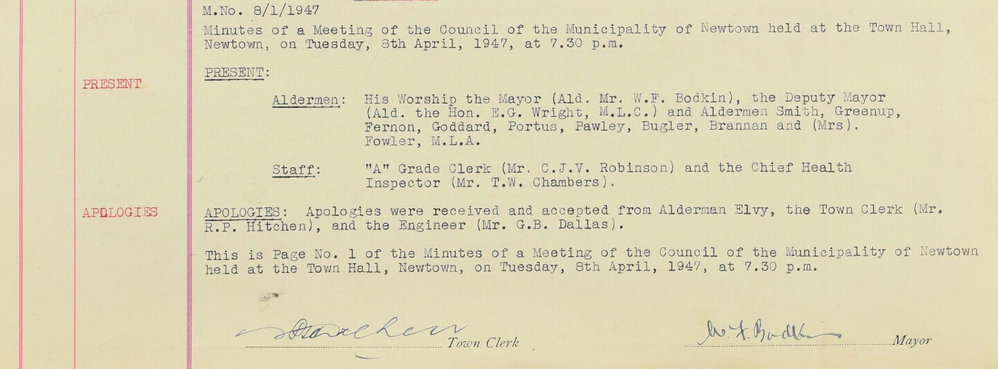 M.No. 8/1/1947
Minutes of a Meeting of the Council of the Municipality of Newtown held at the Town Hall,
Newtown, on Tuesday, 8th April, 1947, at 7.30 p.m.
PRESENT
PRESENT:
Aldermen: His Worship the Mayor (Ald. Mr. W.F. Bodkin), the Deputy Mayor
(Ald. the Hon. E.G. Wright, M.L.C.) and Aldermen Smith, Greenup,
Fernon, Goddard, Portus, Pawley, Bugler, Brannan and (Mrs).
Fowler, M.L.A.
Staff: "A" Grade Clerk (Mr. C.J.V. Robinson) and the Chief Health
Inspector (Mr. T.W. Chambers).
APOLOGIES
APOLOGIES: Apologies were received and accepted from Alderman Elvy, the Town Clerk (Mr.
R.P. Hitchen), and the Engineer (Mr. G.B. Dallas).
This is Page No. 1 of the Minutes of a Meeting of the Council of the Municipality of Newtown
held at the Town Hall, Newtown, on Tuesday, 8th April, 1947, at 7.30 p.m.
Town Clerk W F Bodkin Mayor